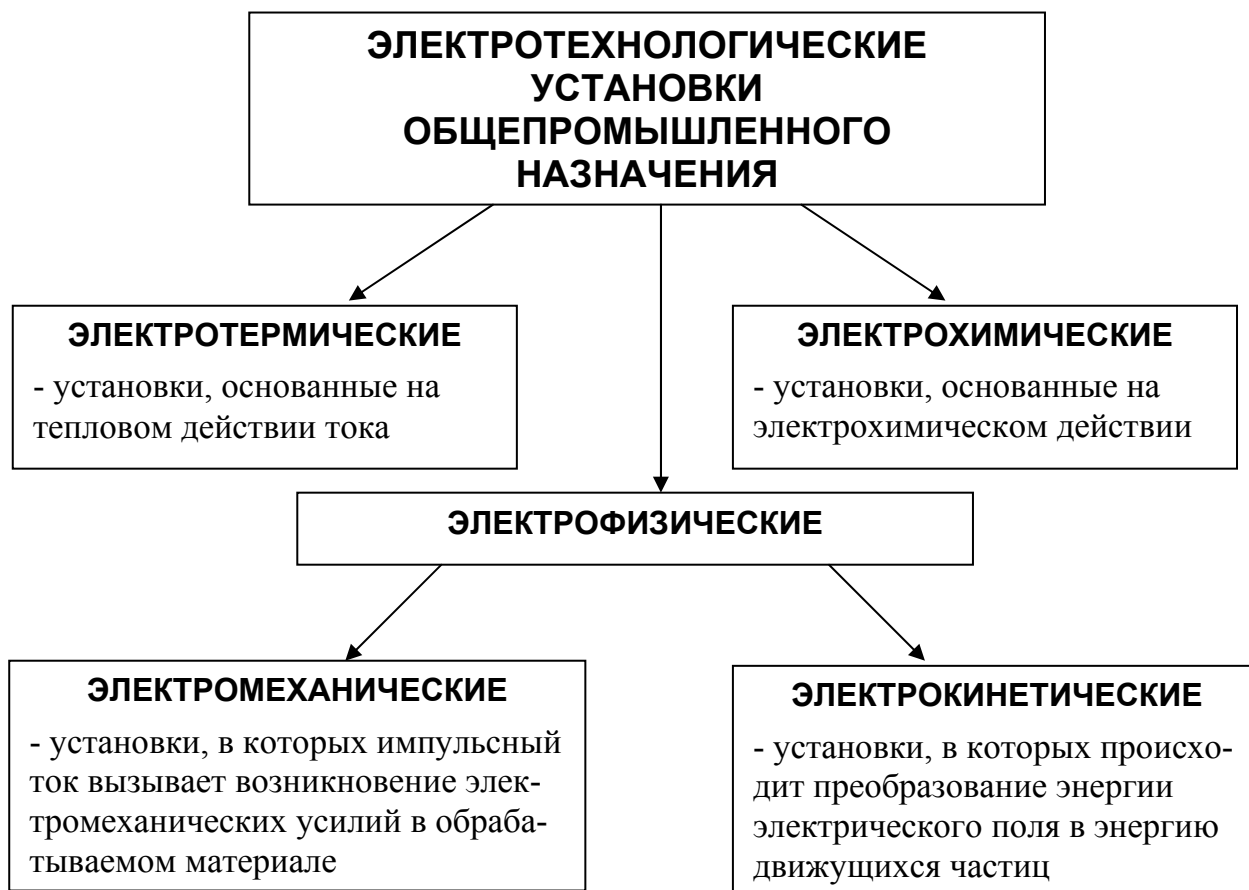 ЭЛЕКТРОТЕХНОЛОГИЧЕСКИЕ
УСТАНОВКИ
ОБЩЕПРОМЫШЛЕННОГО
НАЗНАЧЕНИЯ
ЭЛЕКТРОТЕРМИЧЕСКИЕ
- установки, основанные на
тепловом действии тока
ЭЛЕКТРОХИМИЧЕСКИЕ
- установки, основанные на
электрохимическом действии
ЭЛЕКТРОФИЗИЧЕСКИЕ
ЭЛЕКТРОМЕХАНИЧЕСКИЕ
- установки, в которых импульсный
ток вызывает возникновение элек-
тромеханических усилий в обраба-
тываемом материале
ЭЛЕКТРОКИНЕТИЧЕСКИЕ
- установки, в которых происхо-
дит преобразование энергии
электрического поля в энергию
движущихся частиц